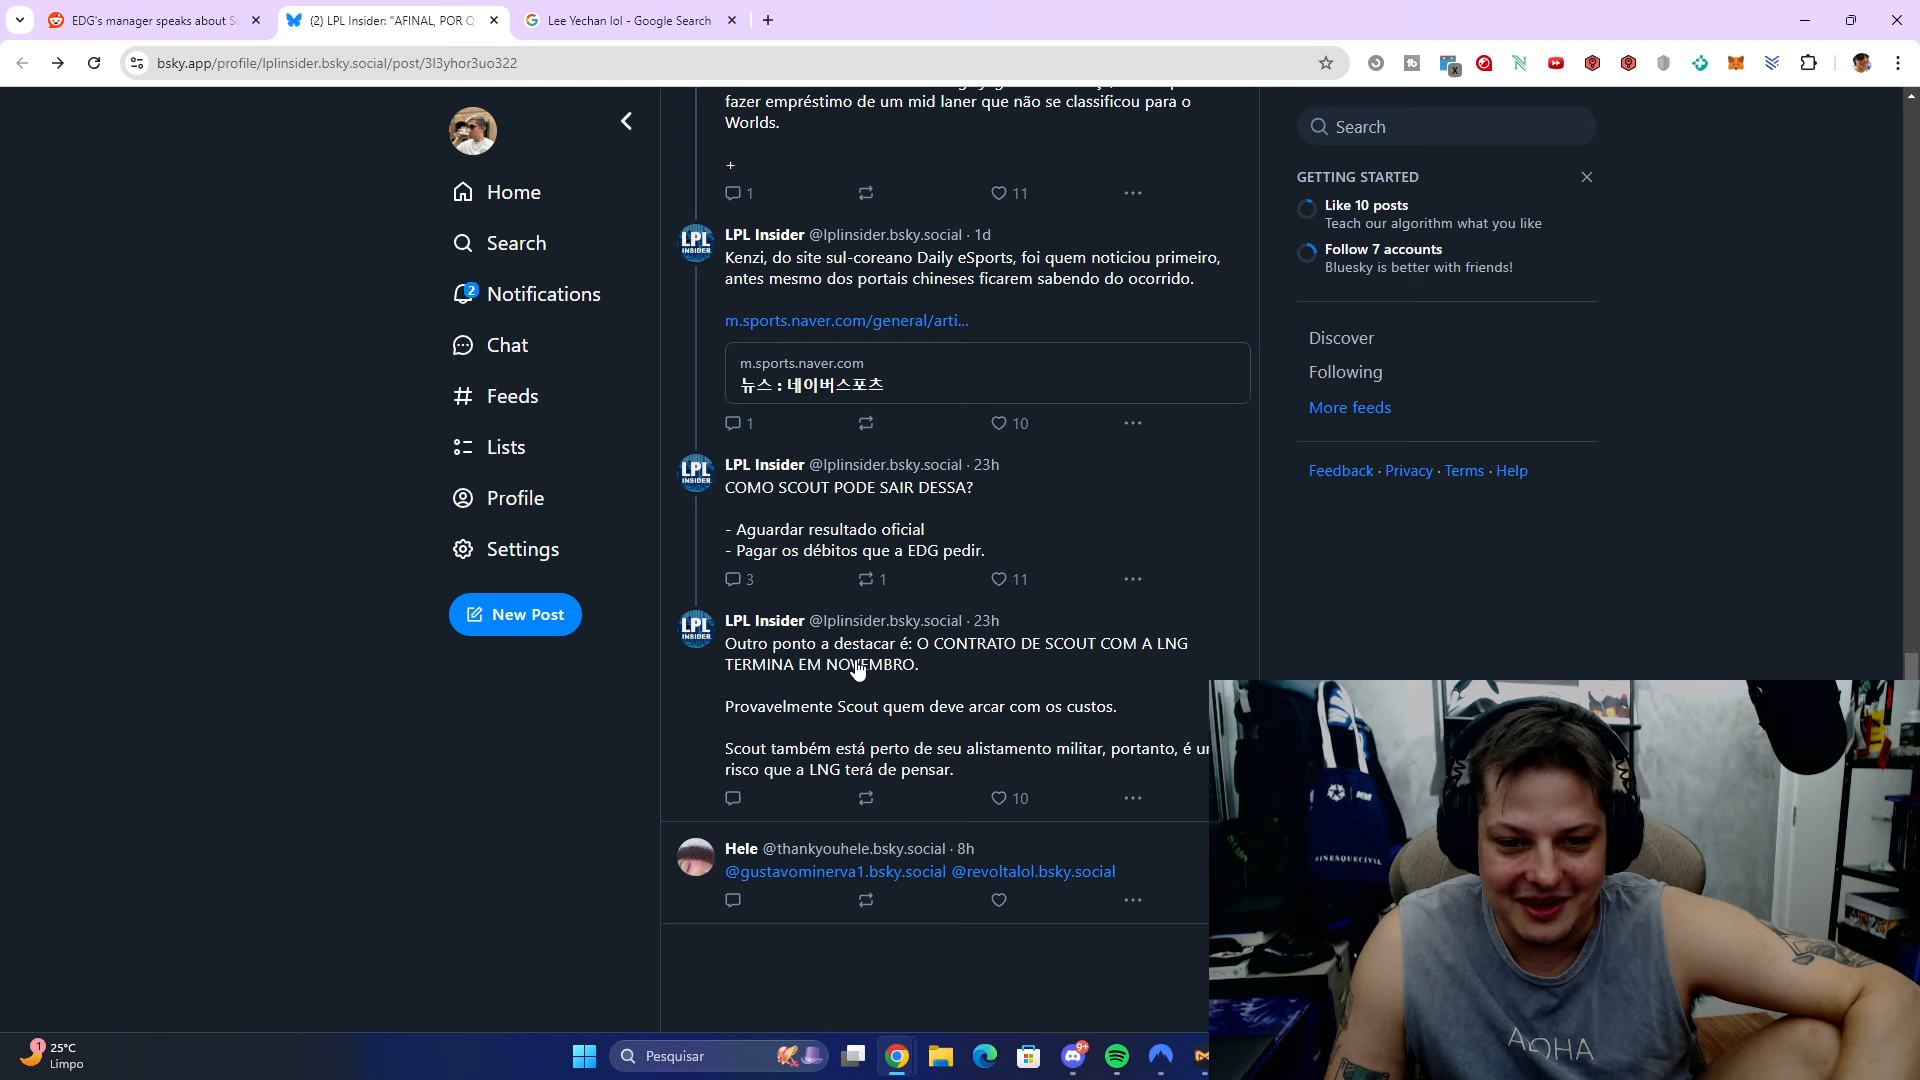 EDG's manager speaks about S
(2) LPL Insider: "AFINAL, POR Q
Lee Yechan lol - Google Search
bsky.app/profile/lplinsider.bsky.social/post/3l3yhor3uo322
Home
Search
2
Notifications
Chat
Feeds
Lists
Profile
Settings
New Post
fazer empréstimo de um mid laner que não se classificou para o
Worlds.
+
1
11
LPL Insider @lplinsider.bsky.social · 1d
Kenzi, do site sul-coreano Daily eSports, foi quem noticiou primeiro,
antes mesmo dos portais chineses ficarem sabendo do ocorrido.
m.sports.naver.com/general/arti...
m.sports.naver.com
뉴스 : 네이버스포츠
1
10
LPL Insider @lplinsider.bsky.social · 23h
COMO SCOUT PODE SAIR DESSA?
- Aguardar resultado oficial
- Pagar os débitos que a EDG pedir.
3
1
11
LPL Insider @lplinsider.bsky.social · 23h
Outro ponto a destacar é: O CONTRATO DE SCOUT COM A LNG
TERMINA EM NOVEMBRO.
Provavelmente Scout quem deve arcar com os custos.
Scout também está perto de seu alistamento militar, portanto, é
risco que a LNG terá de pensar.
10
Hele @thankyouhele.bsky.social · 8h
@gustavominerva1.bsky.social @revoltalol.bsky.social
Search
GETTING STARTED
Like 10 posts
Teach our algorithm what you like
Follow 7 accounts
Bluesky is better with friends!
Discover
Following
More feeds
Feedback · Privacy · Terms · Help
LPL
INSIDER
LPL
INSIDER
LPL
INSIDER
#INESQUECÍVEL
1
25°C
Limpo
Pesquisar
9+